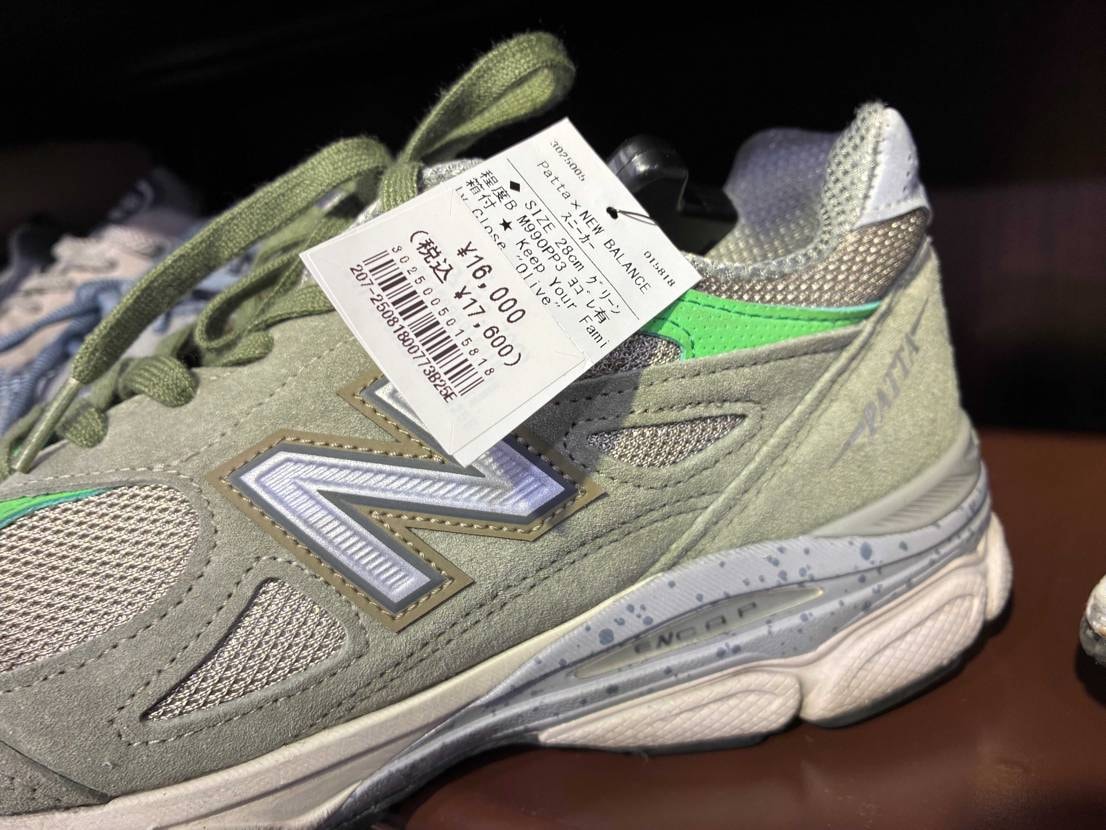 3025005
Patta×NEW BALANCE
スニーカー
015818
◆ SIZE 28cm グリーン
程度B M990PP3 ヨゴレ有
箱付 ★ Keep Your Fami
ly Close "Olive"
¥16,000
(税込 ¥17,600)
3025005015818
207-25081800773B25E
N
PATTA
ENCAP